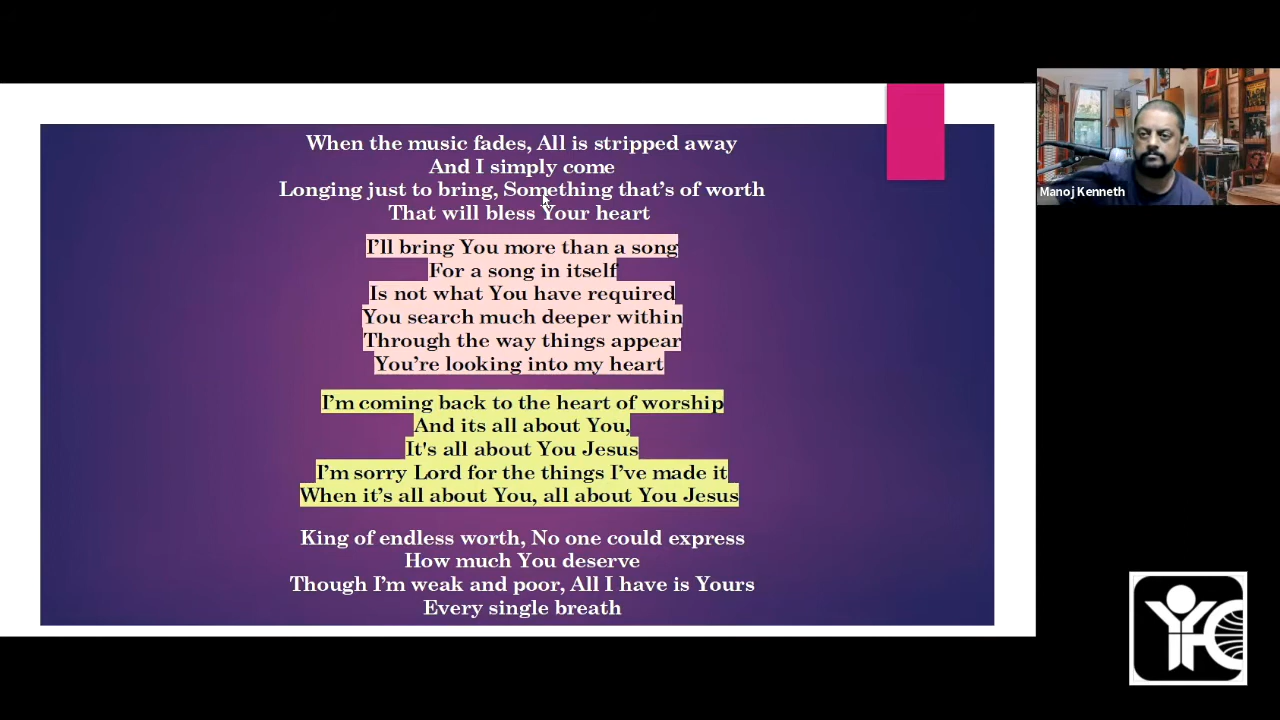 When the music fades, All is stripped away
And I simply come
Longing just to bring, Something that’s of worth
That will bless Your heart
I’ll bring You more than a song
For a song in itself
Is not what You have required
You search much deeper within
Through the way things appear
You’re looking into my heart
I’m coming back to the heart of worship
And its all about You,
It's all about You Jesus
I’m sorry Lord for the things I’ve made it
When it’s all about You, all about You Jesus
King of endless worth, No one could express
How much You deserve
Though I’m weak and poor, All I have is Yours
Every single breath
Manoj Kenneth
YFC